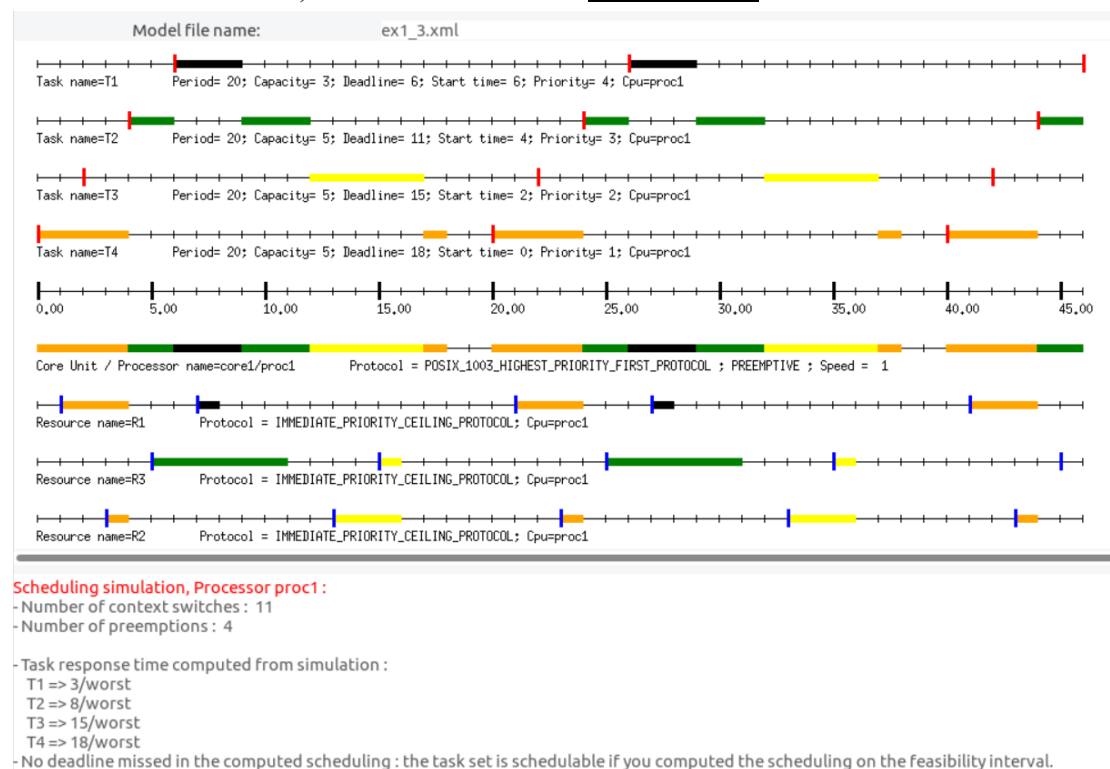 Model file name: ex1_3.xml
Task name=T1 Period= 20; Capacity= 3; Deadline= 6; Start time= 6; Priority= 4; Cpu=proc1
Task name=T2 Period= 20; Capacity= 5; Deadline= 11; Start time= 4; Priority= 3; Cpu=proc1
Task name=T3 Period= 20; Capacity= 5; Deadline= 15; Start time= 2; Priority= 2; Cpu=proc1
Task name=T4 Period= 20; Capacity= 5; Deadline= 18; Start time= 0; Priority= 1; Cpu=proc1
0.00 5.00 10.00 15.00 20.00 25.00 30.00 35.00 40.00 45.00
Core Unit / Processor name=core1/proc1 Protocol = POSIX_1003_HIGHEST_PRIORITY_FIRST_PROTOCOL ; PREEMPTIVE ; Speed = 1
Resource name=R1 Protocol = IMMEDIATE_PRIORITY_CEILING_PROTOCOL; Cpu=proc1
Resource name=R3 Protocol = IMMEDIATE_PRIORITY_CEILING_PROTOCOL; Cpu=proc1
Resource name=R2 Protocol = IMMEDIATE_PRIORITY_CEILING_PROTOCOL; Cpu=proc1
Scheduling simulation, Processor proc1 :
- Number of context switches : 11
- Number of preemptions : 4
- Task response time computed from simulation :
T1 => 3/worst
T2 => 8/worst
T3 => 15/worst
T4 => 18/worst
- No deadline missed in the computed scheduling : the task set is schedulable if you computed the scheduling on the feasibility interval.